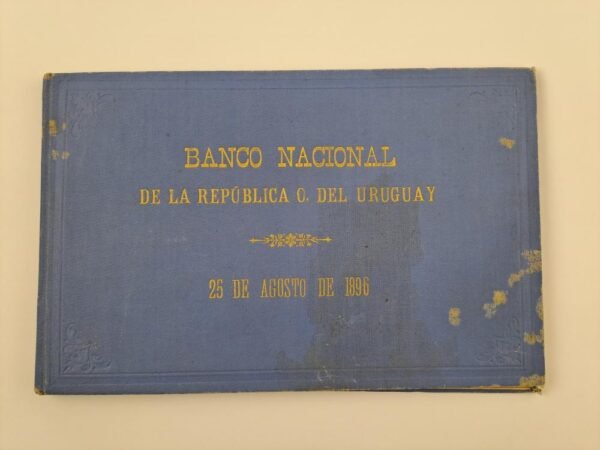 BANCO NACIONAL
DE LA REPÚBLICA O. DEL URUGUAY
25 DE AGOSTO DE 1896